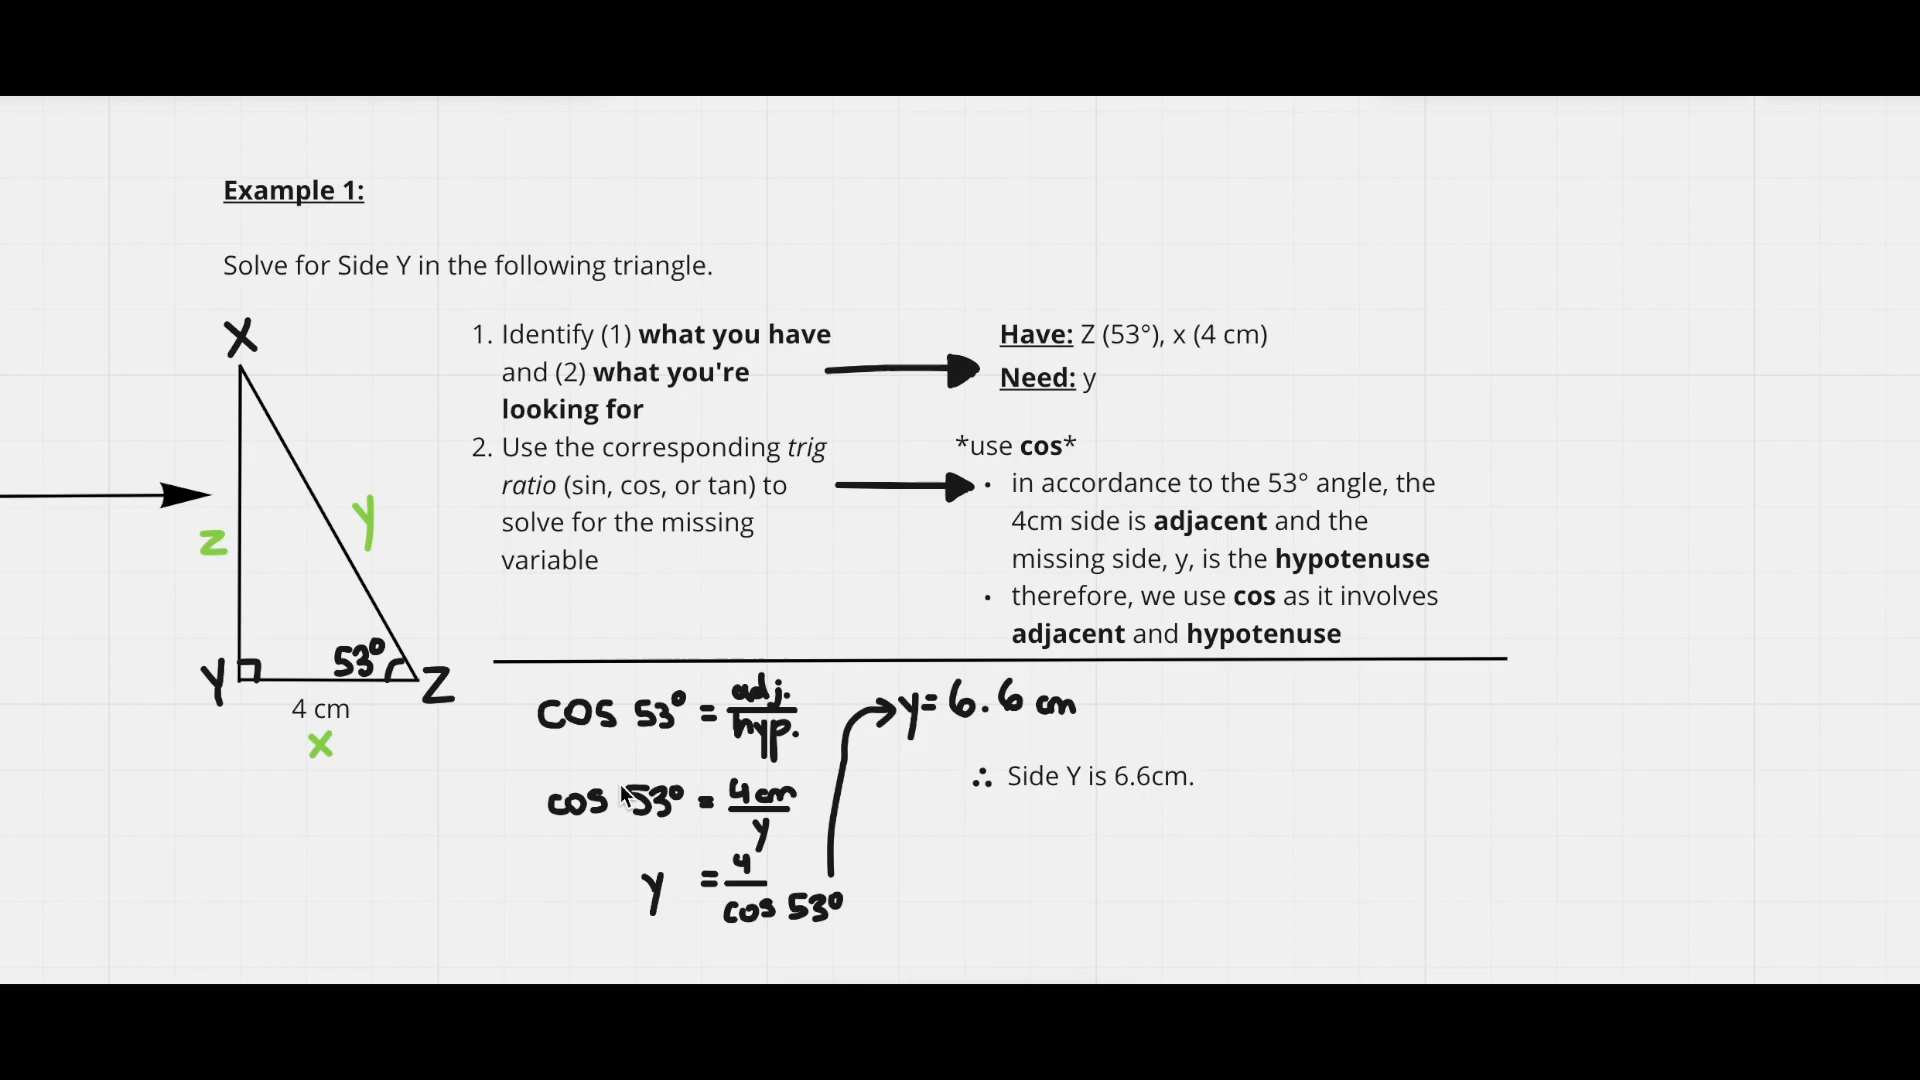 Example 1:
Solve for Side Y in the following triangle.
X
z
y
Y
53°
Z
4 cm
x
1. Identify (1) what you have
and (2) what you're
looking for
2. Use the corresponding trig
ratio (sin, cos, or tan) to
solve for the missing
variable
Have: Z (53°), x (4 cm)
Need: y
*use cos*
• in accordance to the 53° angle, the
4cm side is adjacent and the
missing side, y, is the hypotenuse
• therefore, we use cos as it involves
adjacent and hypotenuse
cos 53° = adj./hyp.
cos 53° = 4cm/y
y = 4/cos 53°
y = 6.6 cm
∴ Side Y is 6.6cm.